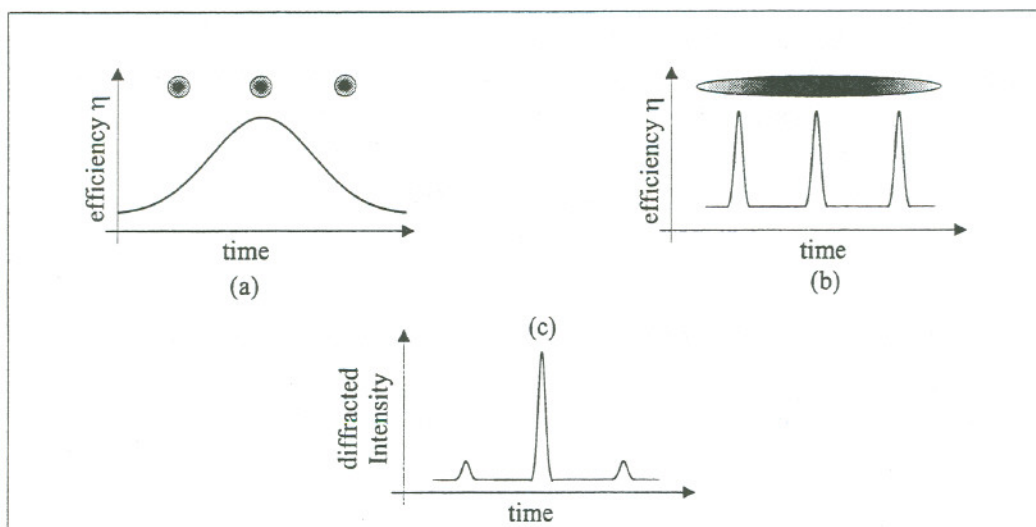 efficiency η
time
(a)
efficiency η
time
(b)
(c)
diffracted
Intensity
time